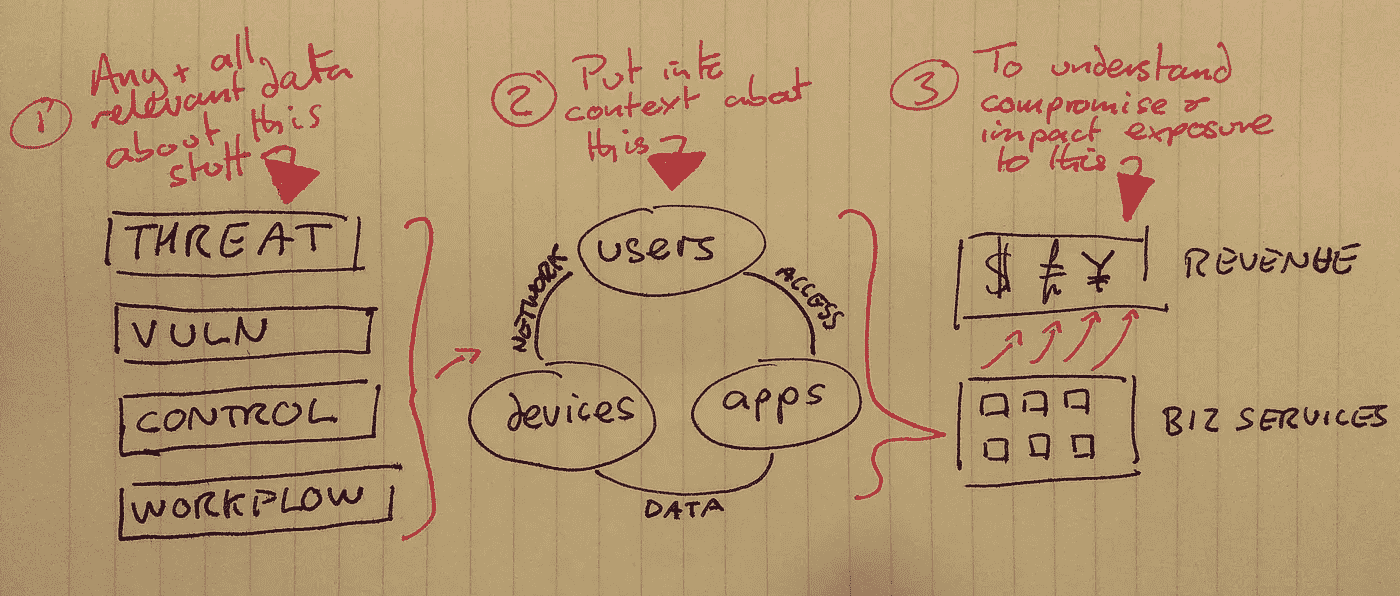 1
Any + all
relevant data
about this
stuff
2
Put into
context about
this
3
To understand
compromise &
impact exposure
to this
THREAT
VULN
CONTROL
WORKFLOW
users
NETWORK
ACCESS
devices
apps
DATA
$ £ ¥
REVENUE
BIZ SERVICES